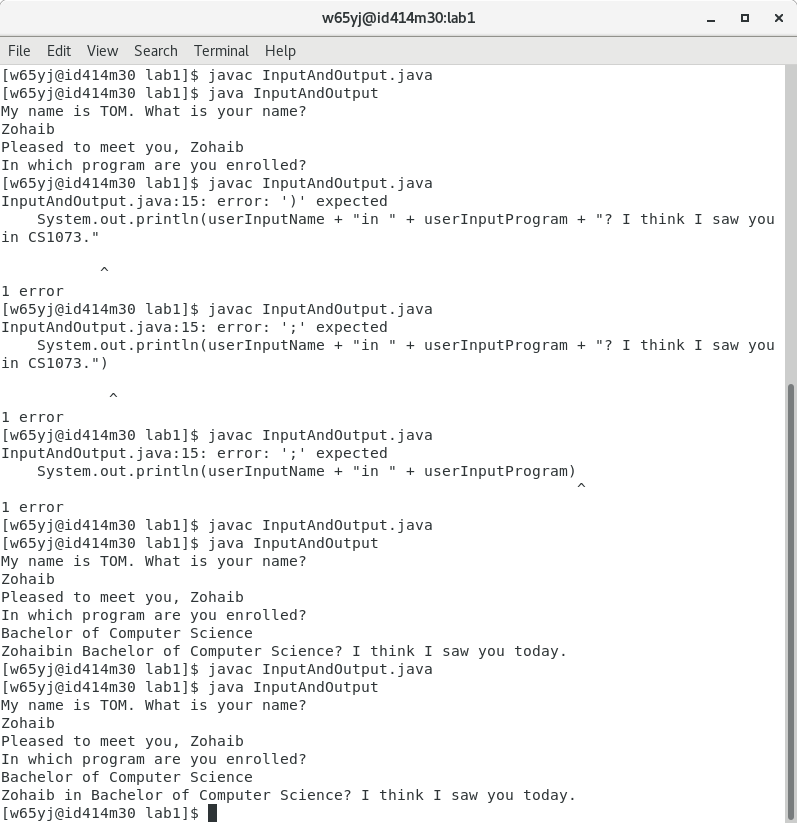 w65yj@id414m30:lab1
File Edit View Search Terminal Help
[w65yj@id414m30 lab1]$ javac InputAndOutput.java
[w65yj@id414m30 lab1]$ java InputAndOutput
My name is TOM. What is your name?
Zohaib
Pleased to meet you, Zohaib
In which program are you enrolled?
[w65yj@id414m30 lab1]$ javac InputAndOutput.java
InputAndOutput.java:15: error: ')' expected
    System.out.println(userInputName + "in " + userInputProgram + "? I think I saw you
in CS1073."
^
1 error
[w65yj@id414m30 lab1]$ javac InputAndOutput.java
InputAndOutput.java:15: error: ';' expected
    System.out.println(userInputName + "in " + userInputProgram + "? I think I saw you
in CS1073.")
^
1 error
[w65yj@id414m30 lab1]$ javac InputAndOutput.java
InputAndOutput.java:15: error: ';' expected
    System.out.println(userInputName + "in " + userInputProgram)
^
1 error
[w65yj@id414m30 lab1]$ javac InputAndOutput.java
[w65yj@id414m30 lab1]$ java InputAndOutput
My name is TOM. What is your name?
Zohaib
Pleased to meet you, Zohaib
In which program are you enrolled?
Bachelor of Computer Science
Zohaibin Bachelor of Computer Science? I think I saw you today.
[w65yj@id414m30 lab1]$ javac InputAndOutput.java
[w65yj@id414m30 lab1]$ java InputAndOutput
My name is TOM. What is your name?
Zohaib
Pleased to meet you, Zohaib
In which program are you enrolled?
Bachelor of Computer Science
Zohaib in Bachelor of Computer Science? I think I saw you today.
[w65yj@id414m30 lab1]$